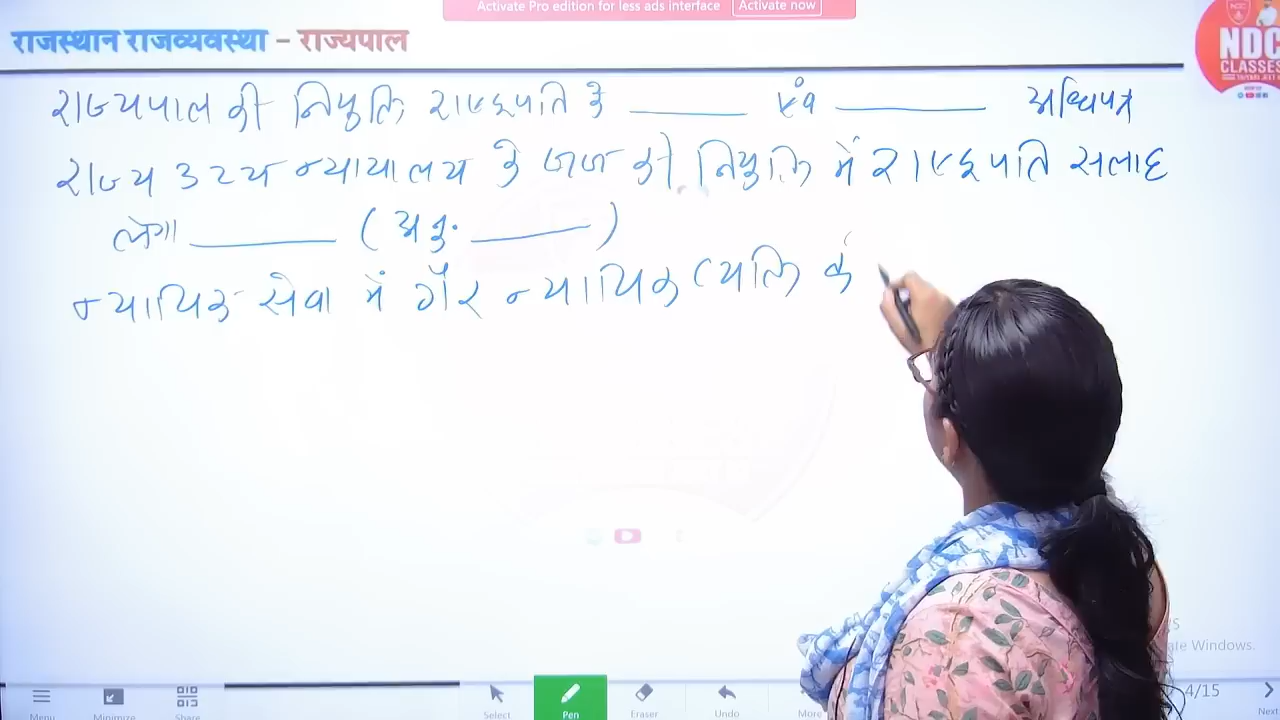 Activate Pro edition for less ads interface Activate now
राजस्थान राजव्यवस्था – राज्यपाल
NDC
CLASSES
राज्यपाल की नियुक्ति राष्ट्रपति के ______ एंव ______ अधिपत्र
राज्य उच्च न्यायालय के जज की नियुक्ति में राष्ट्रपति सलाह
लेगा ______ ( अनु. ______ )
न्यायिक सेवा में गैर न्यायिक व्यक्ति के
Windows.
Menu Minimize Share Select Pen Eraser Undo More 4/15 Next